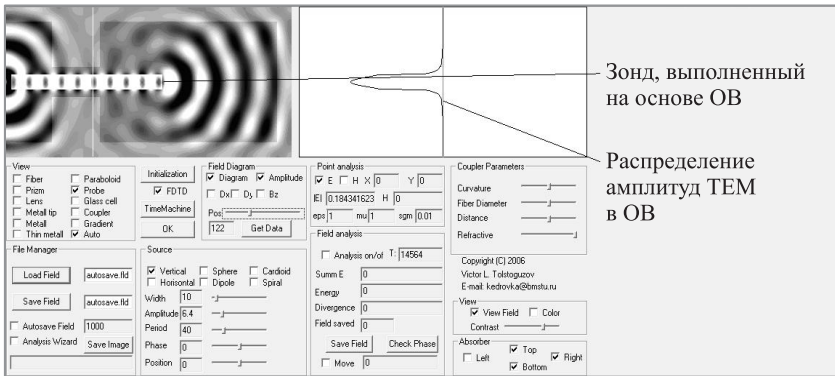 Зонд, выполненный
на основе ОВ
Распределение
амплитуд ТЕМ
в ОВ
View
Fiber
Prizm
Lens
Metall tip
Metall
Thin metall
Paraboloid
Probe
Glass cell
Coupler
Gradient
Auto
Initialization
FDTD
TimeMachine
OK
Field Diagram
Diagram Amplitude
Dx Dy Bz
Pos
122 Get Data
Point analysis
E H X 0 Y 0
|E| 0.184341623 H 0
eps 1 mu 1 sgm 0.01
Field analysis
Analysis on/of T: 14564
Summ E 0
Energy 0
Divergence 0
Field saved 0
Save Field Check Phase
Move 0
Coupler Parameters
Curvature
Fiber Diameter
Distance
Refractive
Copyright (C) 2006
Victor L. Tolstoguzov
E-mail: kedrovka@bmstu.ru
View
View Field Color
Contrast
Absorber
Left
Top
Bottom
Right
File Manager
Load Field autosave.fld
Save Field autosave.fld
Autosave Field 1000
Analysis Wizard Save Image
Source
Vertical Sphere Cardioid
Horisontal Dipole Spiral
Width 10
Amplitude 6.4
Period 40
Phase 0
Position 0